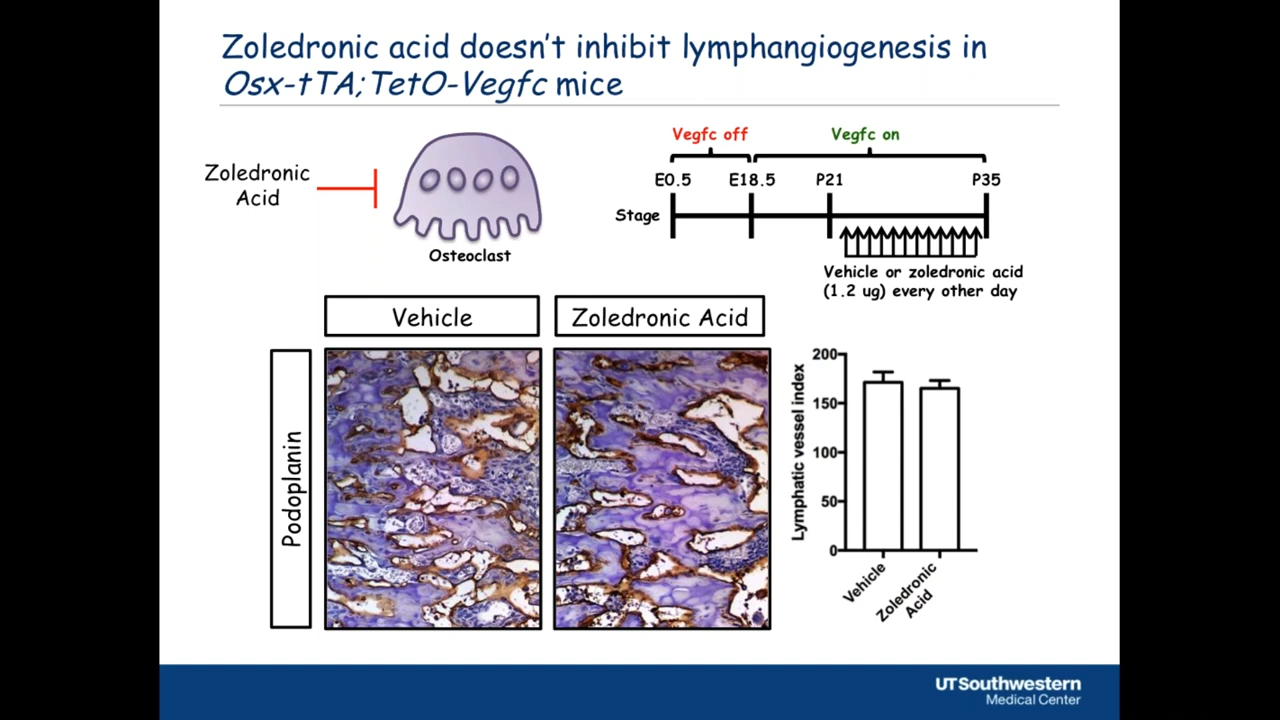 Zoledronic acid doesn't inhibit lymphangiogenesis in
Osx-tTA;TetO-Vegfc mice
Zoledronic
Acid
Osteoclast
Vegfc off
Vegfc on
E0.5
E18.5
P21
P35
Stage
Vehicle or zoledronic acid
(1.2 ug) every other day
Vehicle
Zoledronic Acid
Podoplanin
Lymphatic vessel index
200
150
100
50
0
Vehicle
Zoledronic
Acid
UTSouthwestern
Medical Center